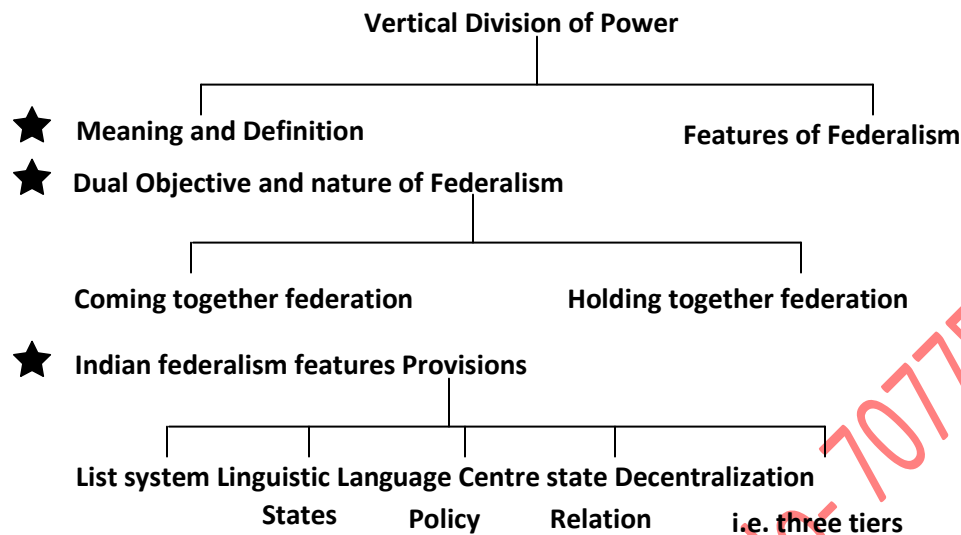 Vertical Division of Power
Meaning and Definition Features of Federalism
Dual Objective and nature of Federalism
Coming together federation Holding together federation
Indian federalism features Provisions
List system Linguistic Language Centre state Decentralization
States Policy Relation i.e. three tiers